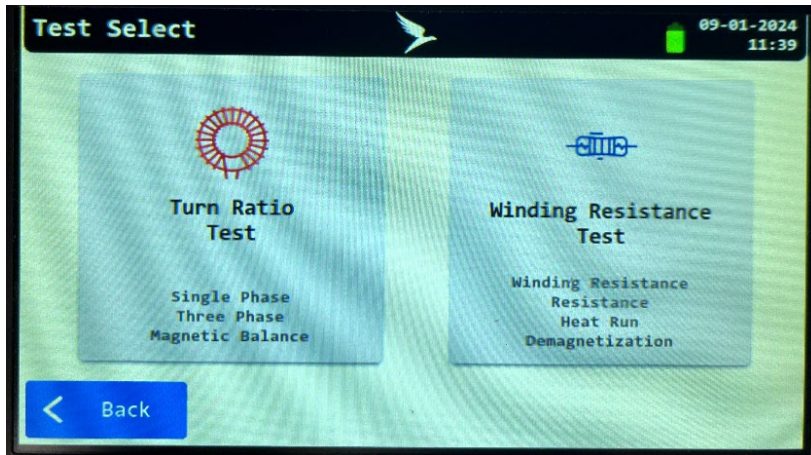 Test Select
09-01-2024
11:39
Turn Ratio
Test
Single Phase
Three Phase
Magnetic Balance
Winding Resistance
Test
Winding Resistance
Resistance
Heat Run
Demagnetization
Back